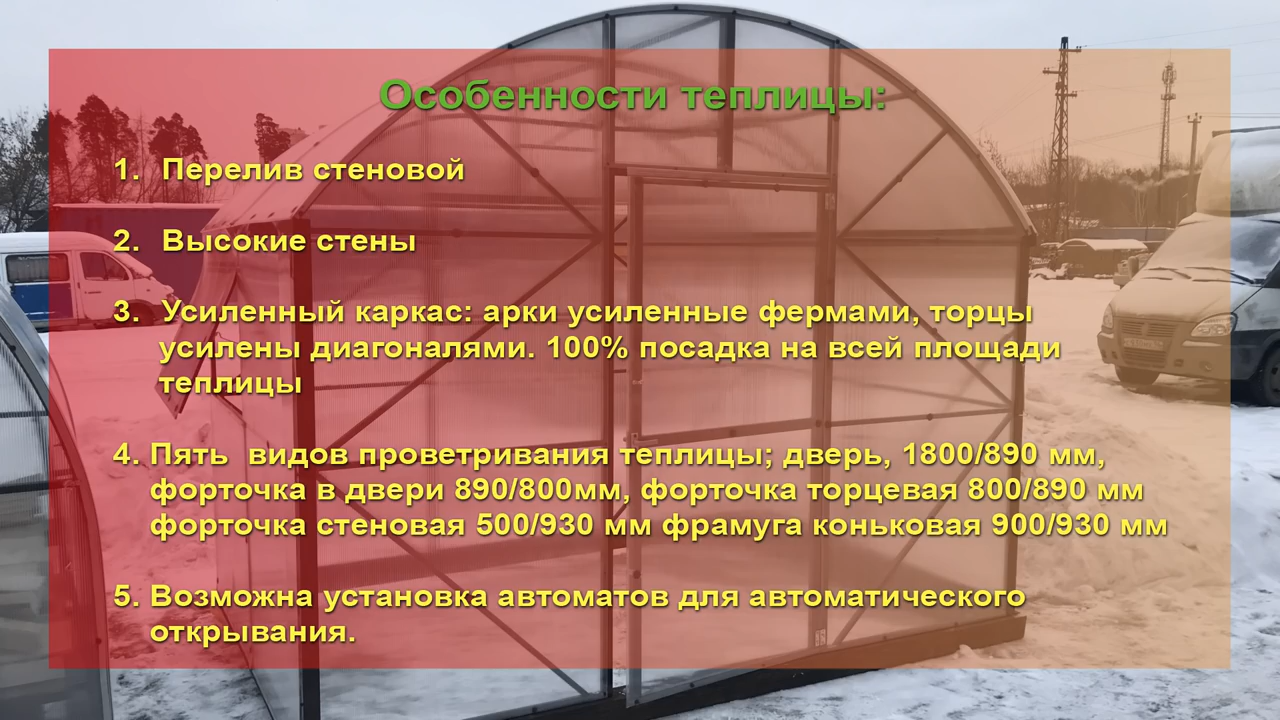 Особенности теплицы:
1. Перелив стеновой
2. Высокие стены
3. Усиленный каркас: арки усиленные фермами, торцы
усилены диагоналями. 100% посадка на всей площади
теплицы
4. Пять видов проветривания теплицы; дверь, 1800/890 мм,
форточка в двери 890/800мм, форточка торцевая 800/890 мм
форточка стеновая 500/930 мм фрамуга коньковая 900/930 мм
5. Возможна установка автоматов для автоматического
открывания.